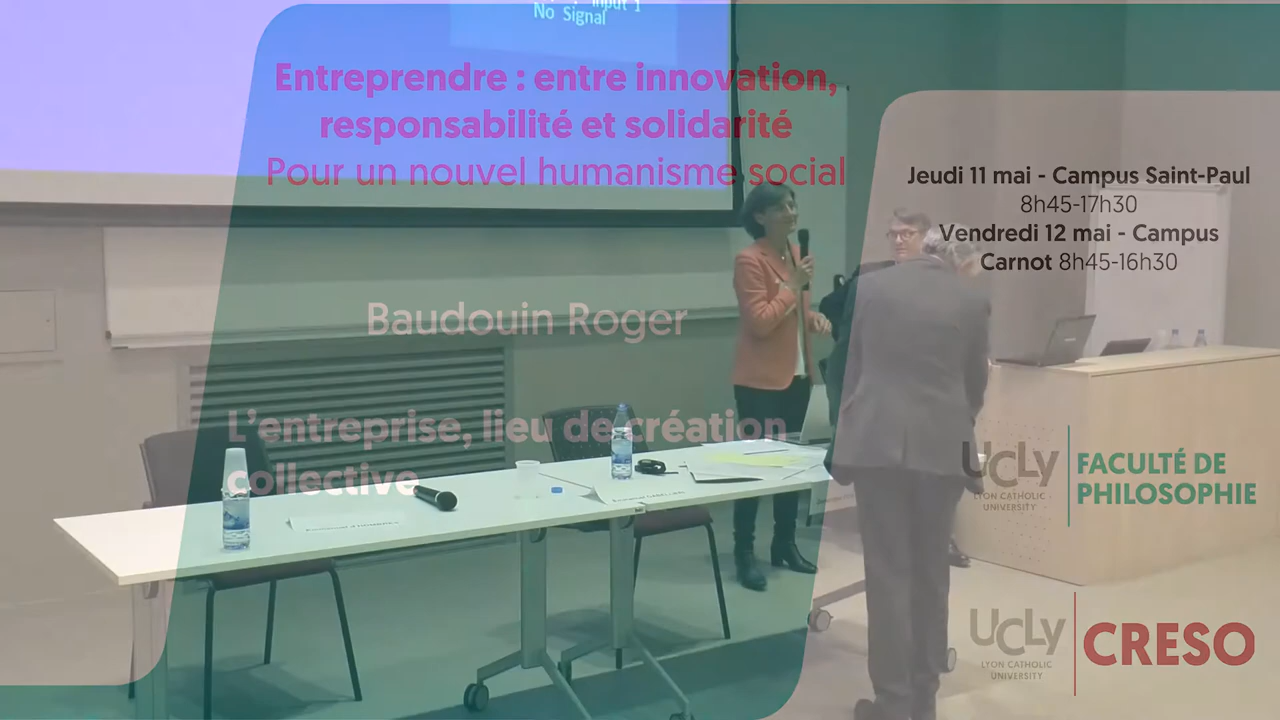 Input 1
No Signal
Entreprendre : entre innovation,
responsabilité et solidarité
Pour un nouvel humanisme social
Jeudi 11 mai - Campus Saint-Paul
8h45-17h30
Vendredi 12 mai - Campus
Carnot 8h45-16h30
Baudouin Roger
L'entreprise, lieu de création
collective
UCLy
LYON CATHOLIC
UNIVERSITY
FACULTÉ DE
PHILOSOPHIE
UCLy
LYON CATHOLIC
UNIVERSITY
CRESO